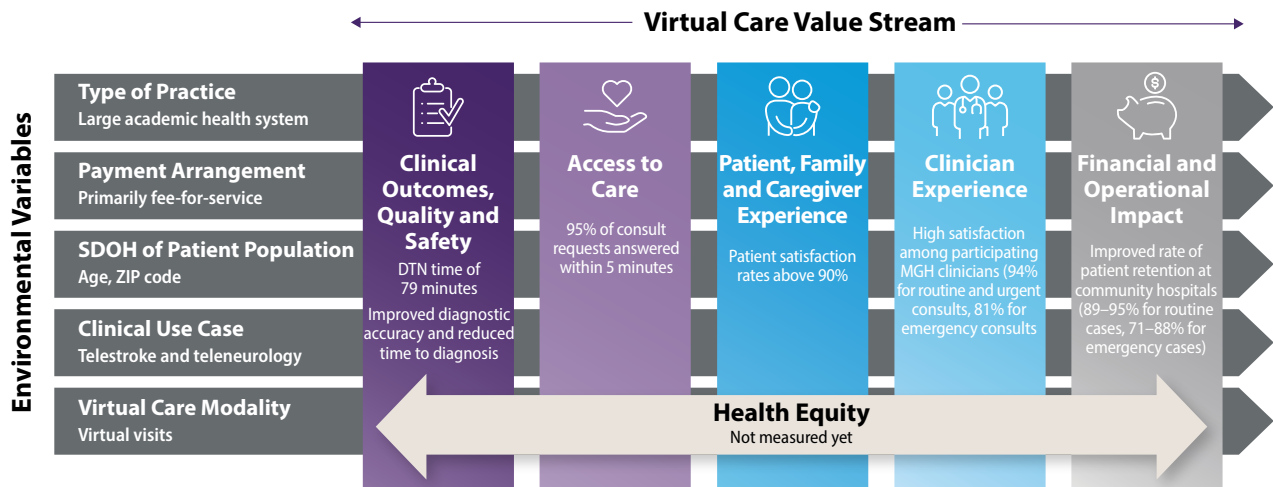 Virtual Care Value Stream
Environmental Variables
Type of Practice
Large academic health system
Payment Arrangement
Primarily fee-for-service
SDOH of Patient Population
Age, ZIP code
Clinical Use Case
Telestroke and teleneurology
Virtual Care Modality
Virtual visits
Clinical
Outcomes,
Quality and
Safety
DTN time of
79 minutes
Improved diagnostic
accuracy and reduced
time to diagnosis
Access to
Care
95% of consult
requests answered
within 5 minutes
Patient, Family
and Caregiver
Experience
Patient satisfaction
rates above 90%
Clinician
Experience
High satisfaction
among participating
MGH clinicians (94%
for routine and urgent
consults, 81% for
emergency consults
$
Financial and
Operational
Impact
Improved rate of
patient retention at
community hospitals
(89–95% for routine
cases, 71–88% for
emergency cases)
Health Equity
Not measured yet